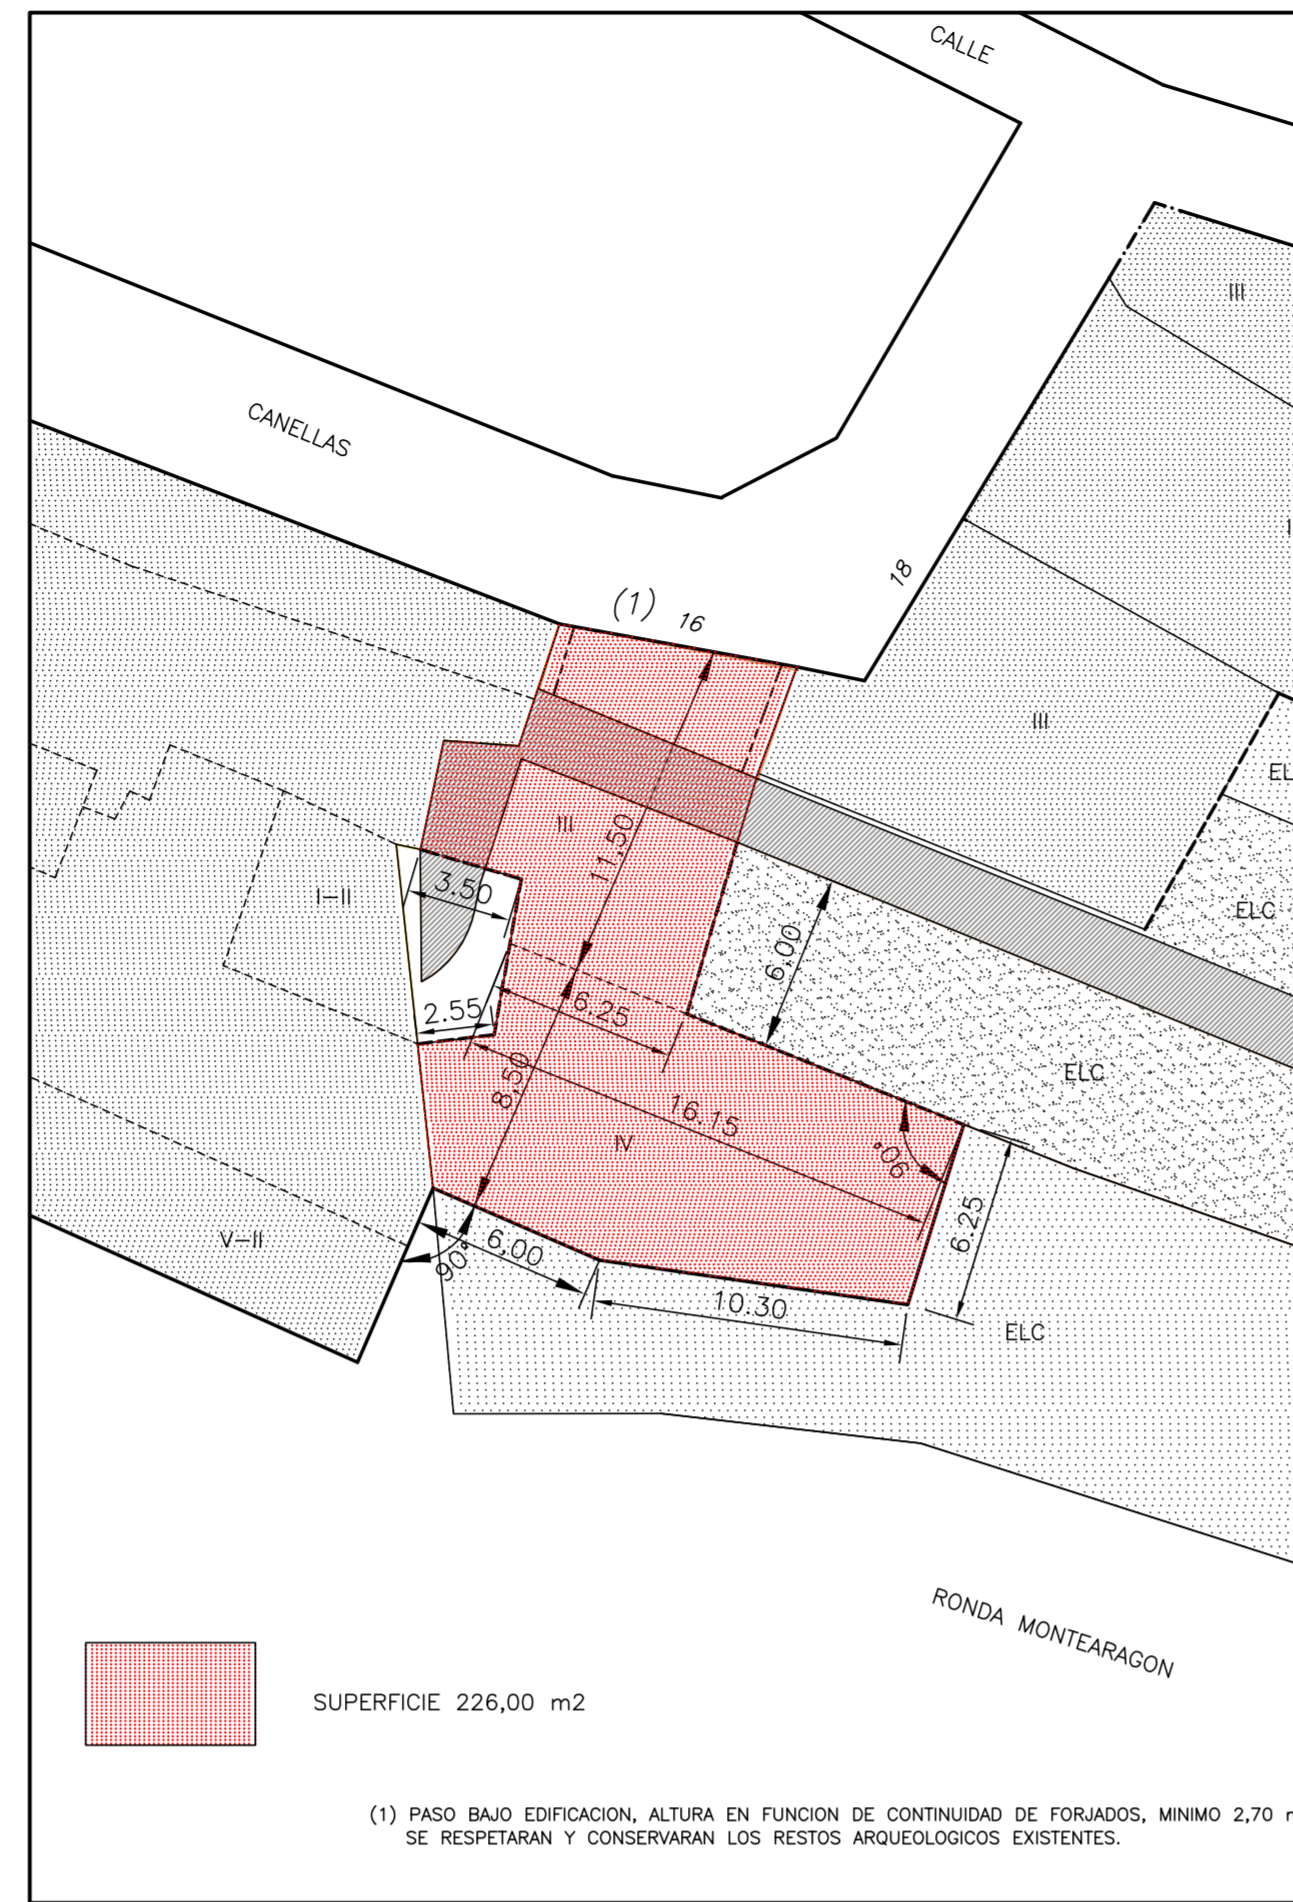 CALLE
III
CANELLAS
18
(1) 16
III
III
11,50
I-II
3.50
ELC
6,00
2.55
6.25
8,50
16.15
ELC
IV
90°
V-II
6,00
90°
6.25
10.30
ELC
RONDA MONTEARAGON
SUPERFICIE 226,00 m2
(1) PASO BAJO EDIFICACION, ALTURA EN FUNCION DE CONTINUIDAD DE FORJADOS, MINIMO 2,70
SE RESPETARAN Y CONSERVARAN LOS RESTOS ARQUEOLOGICOS EXISTENTES.